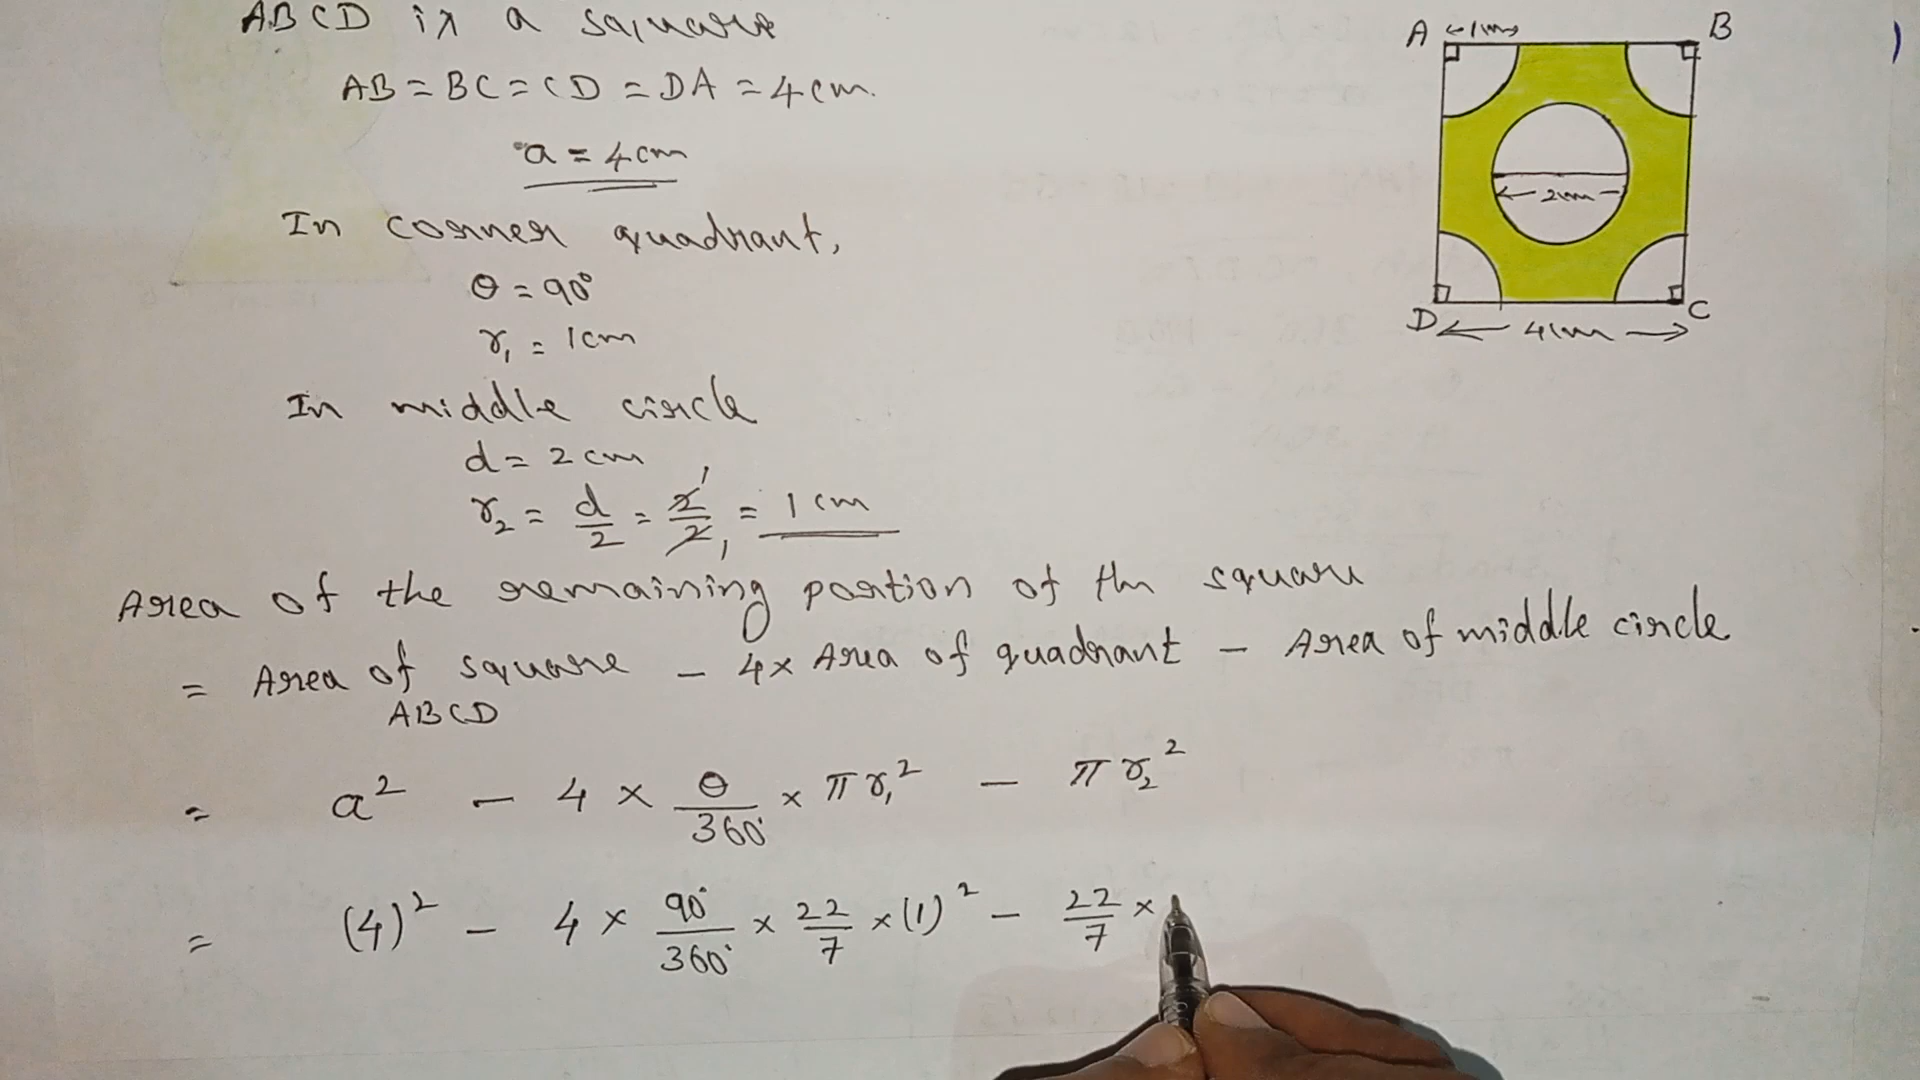 ABCD is a square
AB = BC = CD = DA = 4cm.
a = 4cm
In corner quadrant,
θ = 90°
r₁ = 1cm
In middle circle
d = 2cm
r₂ = d/2 = 2/2 = 1cm
Area of the remaining portion of the square
= Area of square - 4× Area of quadrant - Area of middle circle
ABCD
= a² - 4 × θ/360° × πr₁² - πr₂²
= (4)² - 4 × 90°/360° × 22/7 × (1)² - 22/7 ×
A 1cm B
2cm
D 4cm C